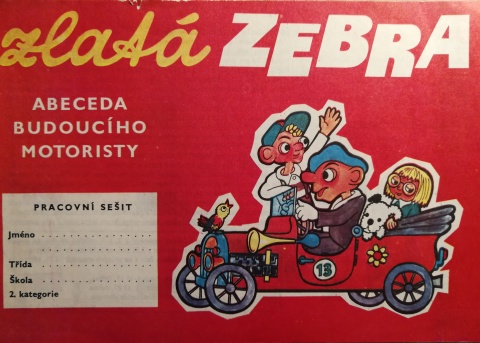 zlatá ZEBRA
ABECEDA
BUDOUCÍHO
MOTORISTY
PRACOVNÍ SEŠIT
Jméno
Třída
Škola
2. kategorie
13